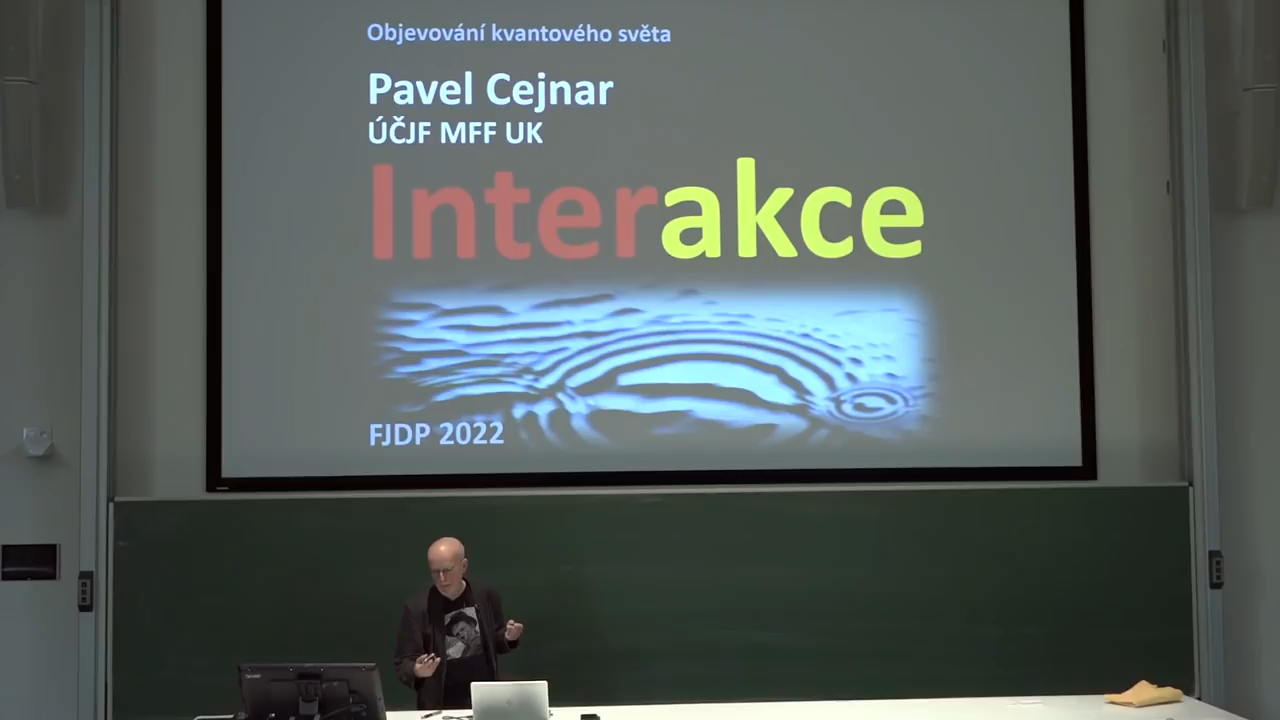 Objevování kvantového světa
Pavel Cejnar
ÚČJF MFF UK
Interakce
FJDP 2022